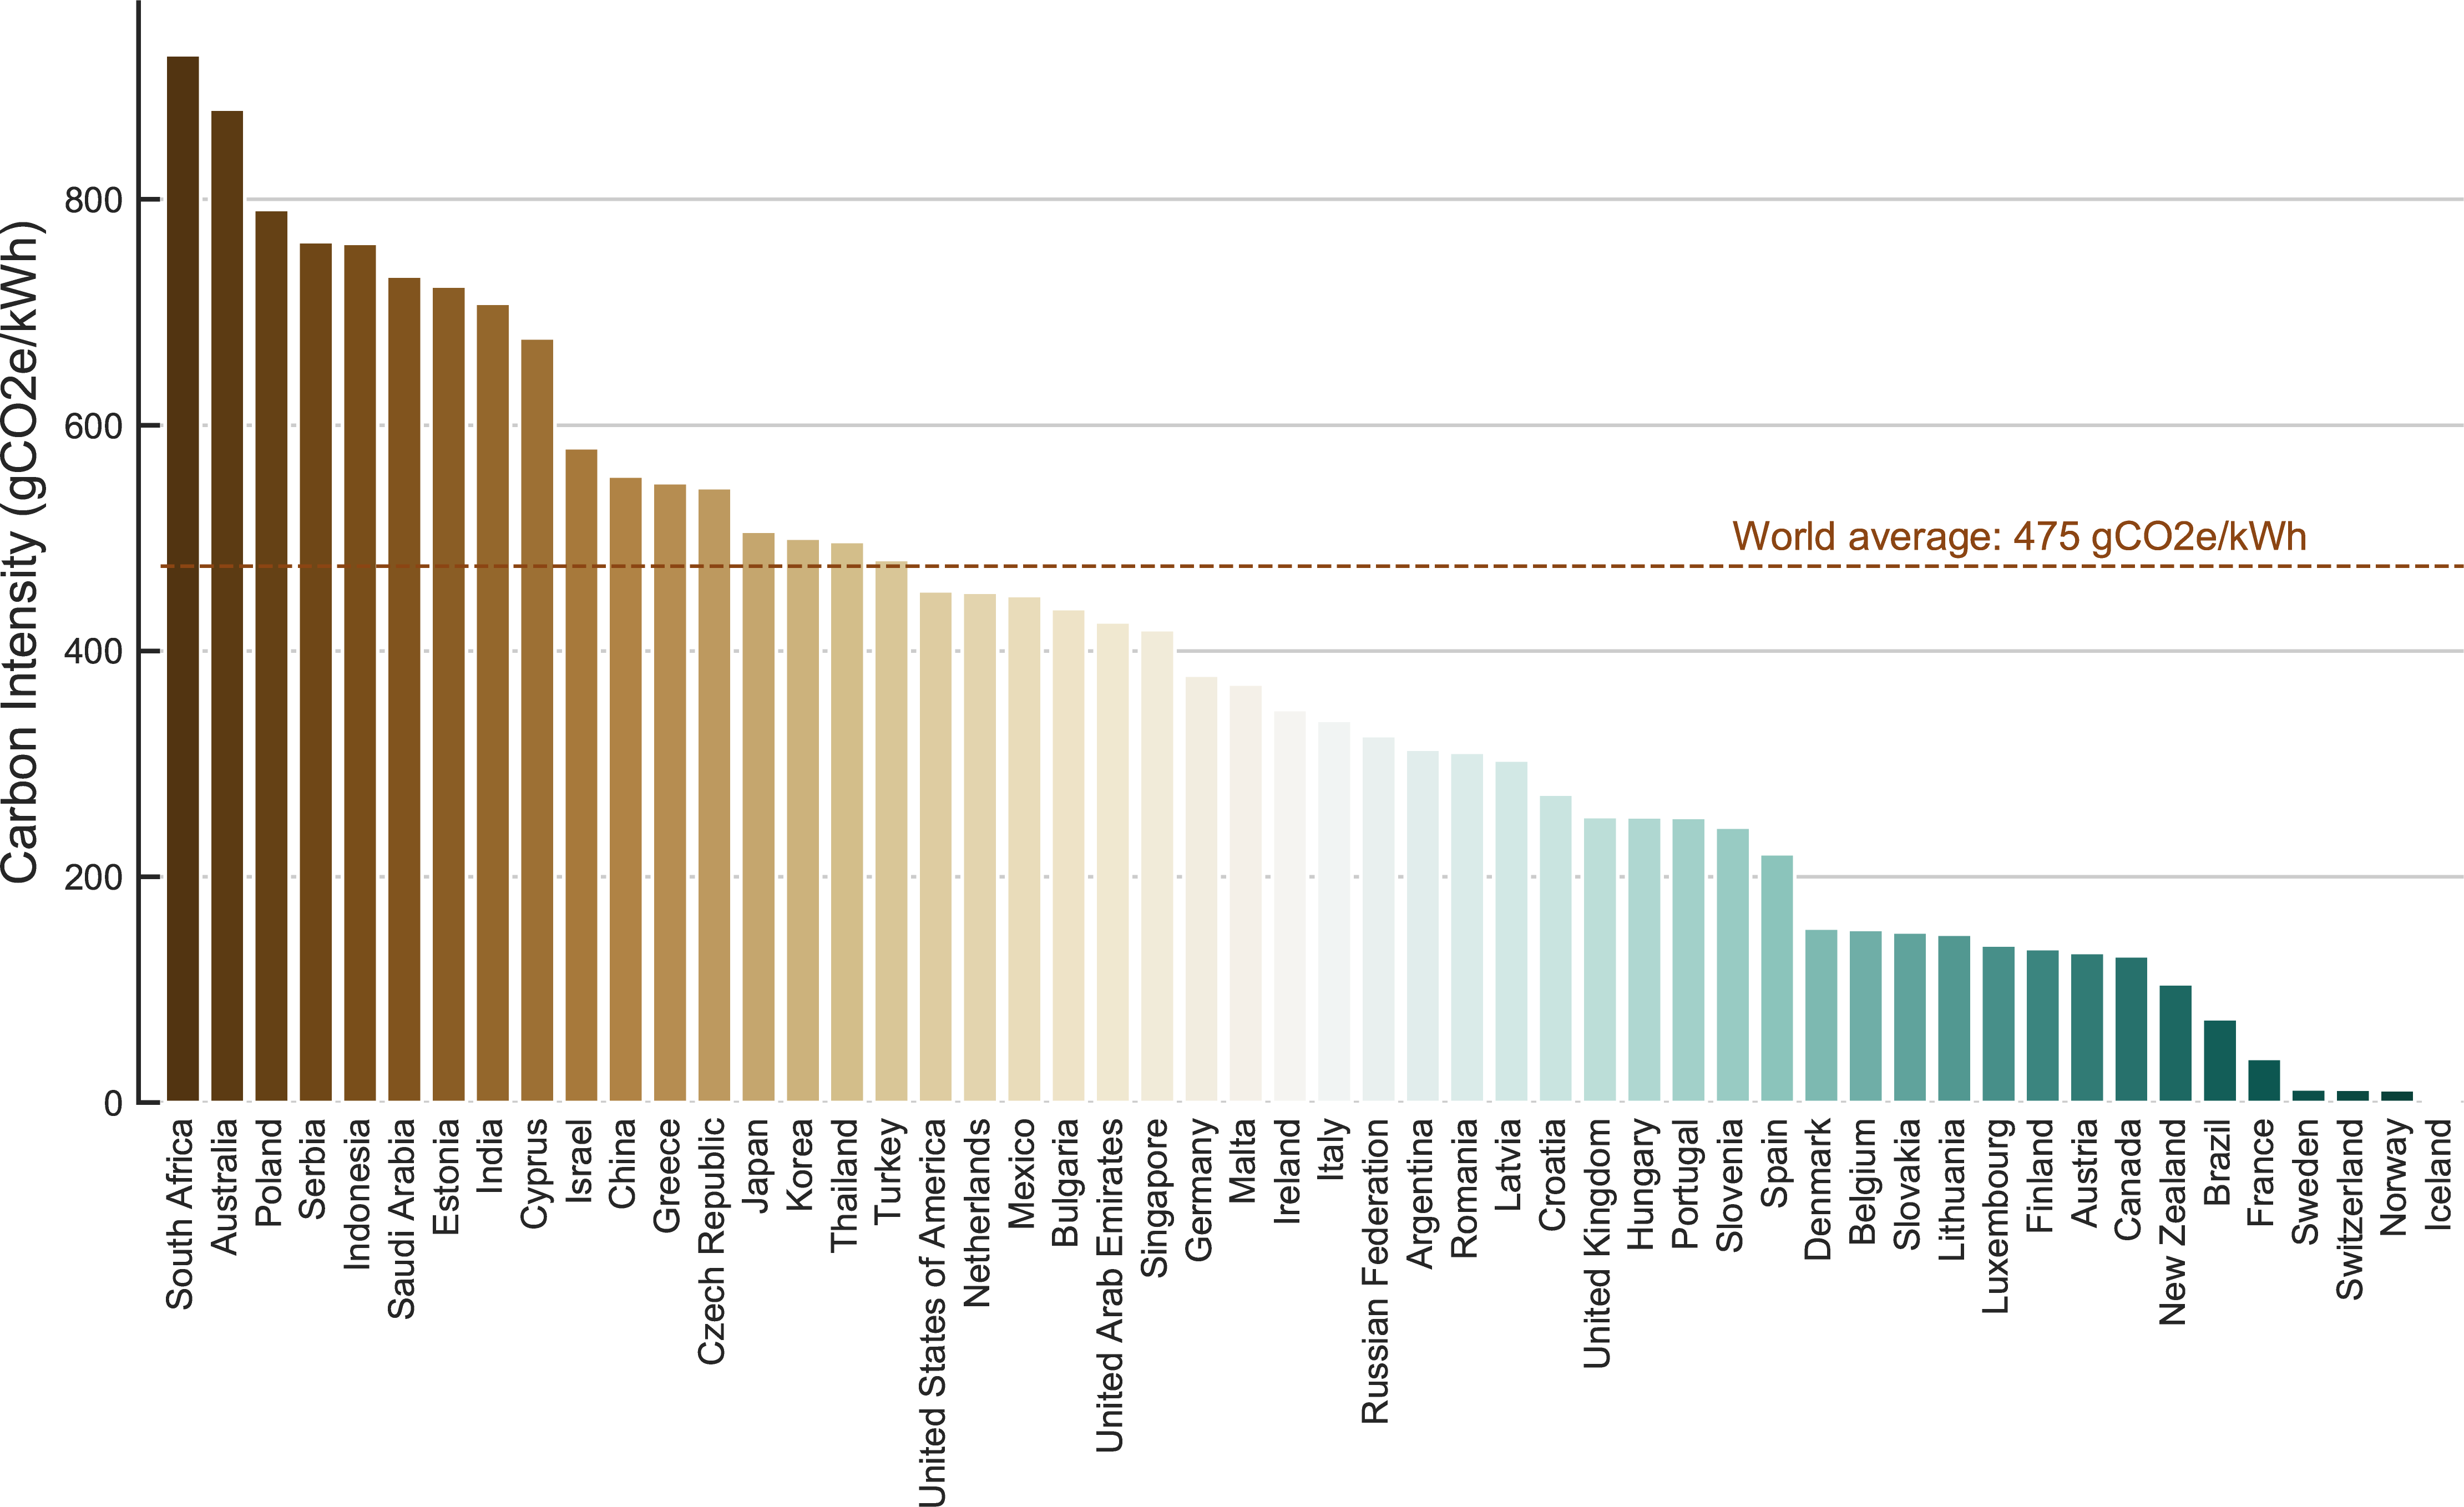 Carbon Intensity (gCO2e/kWh)
800
600
400
200
0
World average: 475 gCO2e/kWh
South Africa
Australia
Poland
Serbia
Indonesia
Saudi Arabia
Estonia
India
Cyprus
Israel
China
Greece
Czech Republic
Japan
Korea
Thailand
Turkey
United States of America
Netherlands
Mexico
Bulgaria
United Arab Emirates
Singapore
Germany
Malta
Ireland
Italy
Russian Federation
Argentina
Romania
Latvia
Croatia
United Kingdom
Hungary
Portugal
Slovenia
Spain
Denmark
Belgium
Slovakia
Lithuania
Luxembourg
Finland
Austria
Canada
New Zealand
Brazil
France
Sweden
Switzerland
Norway
Iceland